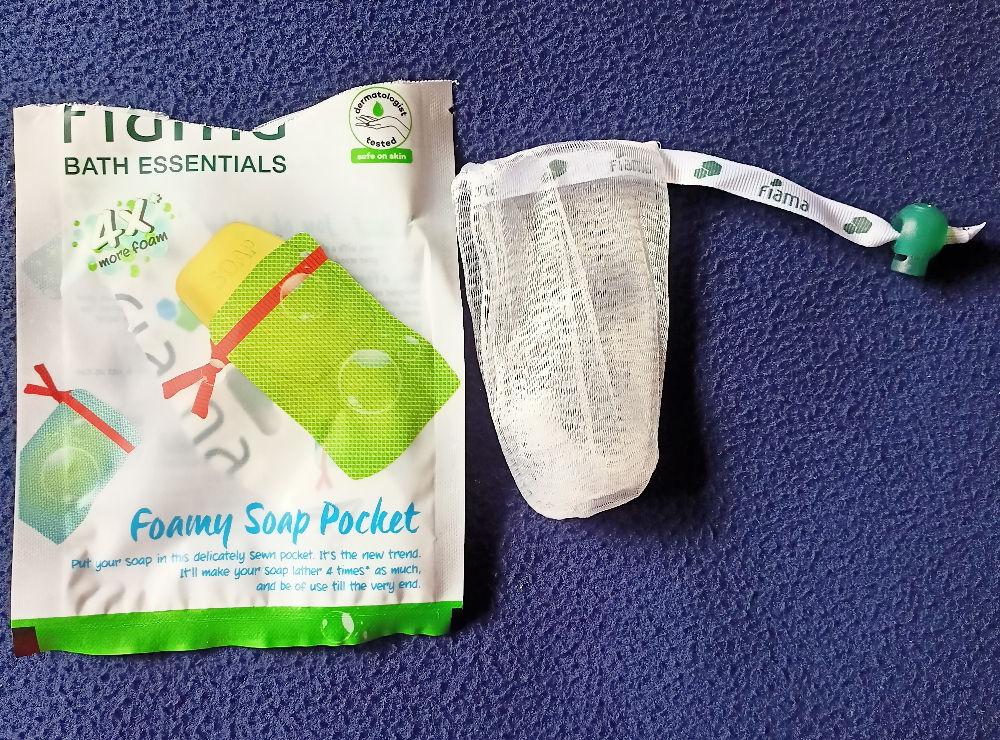 Fiama
BATH ESSENTIALS
dermatologist
tested
safe on skin
4X
more foam
SOAP
Foamy Soap Pocket
Put your soap in this delicately sewn pocket. It's the new trend.
It'll make your soap lather 4 times* as much,
and be of use till the very end.
Fiama
Fiama